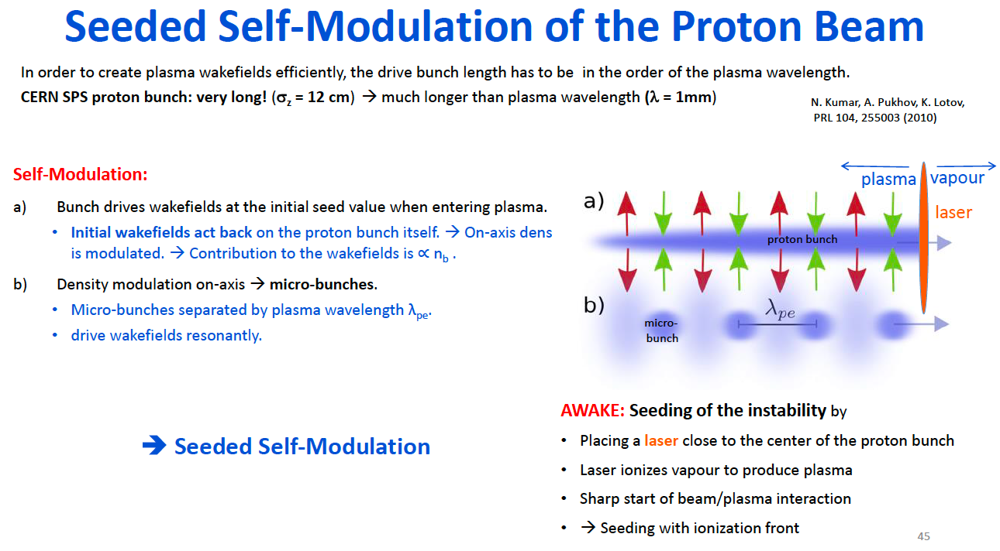 Seeded Self-Modulation of the Proton Beam
In order to create plasma wakefields efficiently, the drive bunch length has to be in the order of the plasma wavelength.
CERN SPS proton bunch: very long! (σz = 12 cm) → much longer than plasma wavelength (λ = 1mm)
N. Kumar, A. Pukhov, K. Lotov,
PRL 104, 255003 (2010)
Self-Modulation:
a) Bunch drives wakefields at the initial seed value when entering plasma.
• Initial wakefields act back on the proton bunch itself. → On-axis dens
is modulated. → Contribution to the wakefields is ∝ nb .
b) Density modulation on-axis → micro-bunches.
• Micro-bunches separated by plasma wavelength λpe.
• drive wakefields resonantly.
➔ Seeded Self-Modulation
plasma vapour
a)
laser
proton bunch
b)
λpe
micro-
bunch
AWAKE: Seeding of the instability by
• Placing a laser close to the center of the proton bunch
• Laser ionizes vapour to produce plasma
• Sharp start of beam/plasma interaction
• → Seeding with ionization front
45